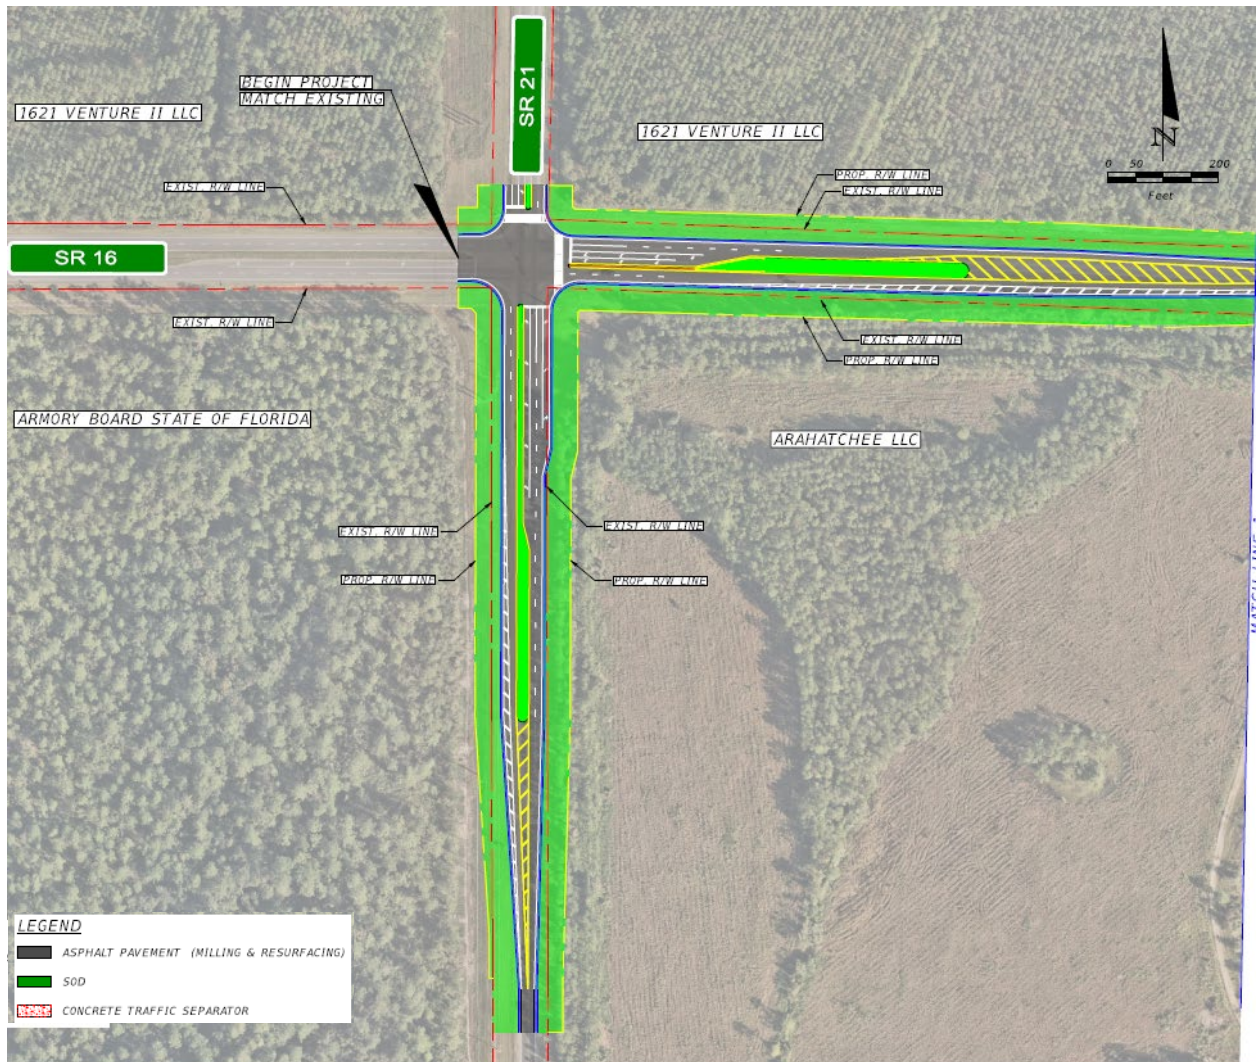 SR 21
BEGIN PROJECT
MATCH EXISTING
1621 VENTURE II LLC
1621 VENTURE II LLC
N
0 50 200
Feet
EXIST. R/W LINE
PROP. R/W LINE
EXIST. R/W LINE
SR 16
EXIST. R/W LINE
EXIST. R/W LINE
PROP. R/W LINE
ARMORY BOARD STATE OF FLORIDA
ARAHATCHEE LLC
EXIST. R/W LINE
EXIST. R/W LINE
PROP. R/W LINE
PROP. R/W LINE
MATCH LINE
LEGEND
ASPHALT PAVEMENT (MILLING & RESURFACING)
SOD
CONCRETE TRAFFIC SEPARATOR